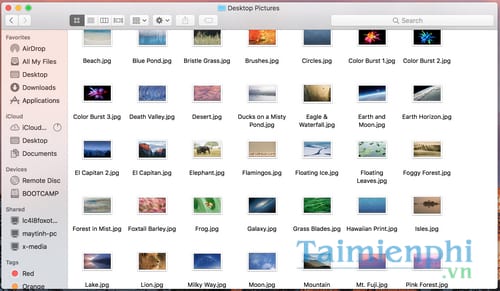 Desktop Pictures
Search
Favorites
AirDrop
All My Files
Desktop
Downloads
Applications
iCloud
iCloud...
Desktop
Documents
Devices
Remote Disc
BOOTCAMP
Shared
lc4l8foxot...
maytinh-pc
x-media
Tags
Red
Orange
Beach.jpg Blue Pond.jpg Bristle Grass.jpg Brushes.jpg Circles.jpg Color Burst 1.jpg Color Burst 2.jpg
Color Burst 3.jpg Death Valley.jpg Desert.jpg Ducks on a Misty Pond.jpg Eagle & Waterfall.jpg Earth and Moon.jpg Earth Horizon.jpg
El Capitan 2.jpg El Capitan.jpg Elephant.jpg Flamingos.jpg Floating Ice.jpg Floating Leaves.jpg Foggy Forest.jpg
Forest in Mist.jpg Foxtail Barley.jpg Frog.jpg Galaxy.jpg Grass Blades.jpg Hawaiian Print.jpg Isles.jpg
Lake.jpg Lion.jpg Milky Way.jpg Moon.jpg Mountain Mt. Fuji.jpg Pink Forest.jpg
Taimienphi
.vn